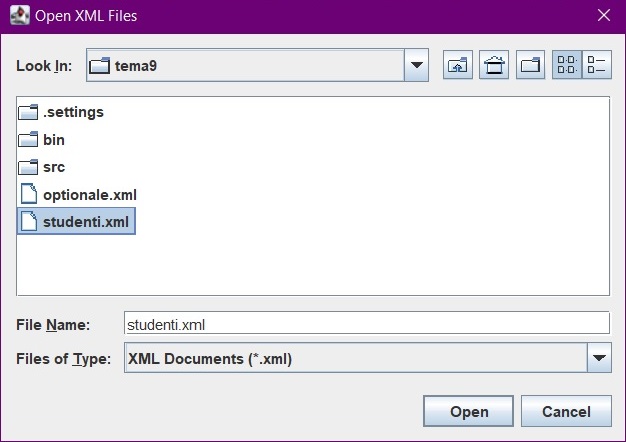 Open XML Files
Look In: tema9
.settings
bin
src
optionale.xml
studenti.xml
File Name: studenti.xml
Files of Type: XML Documents (*.xml)
Open Cancel